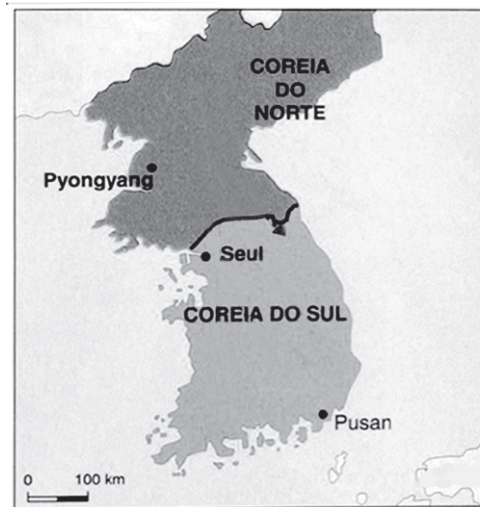 COREIA
DO
NORTE
Pyongyang
Seul
COREIA DO SUL
Pusan
0 100 km